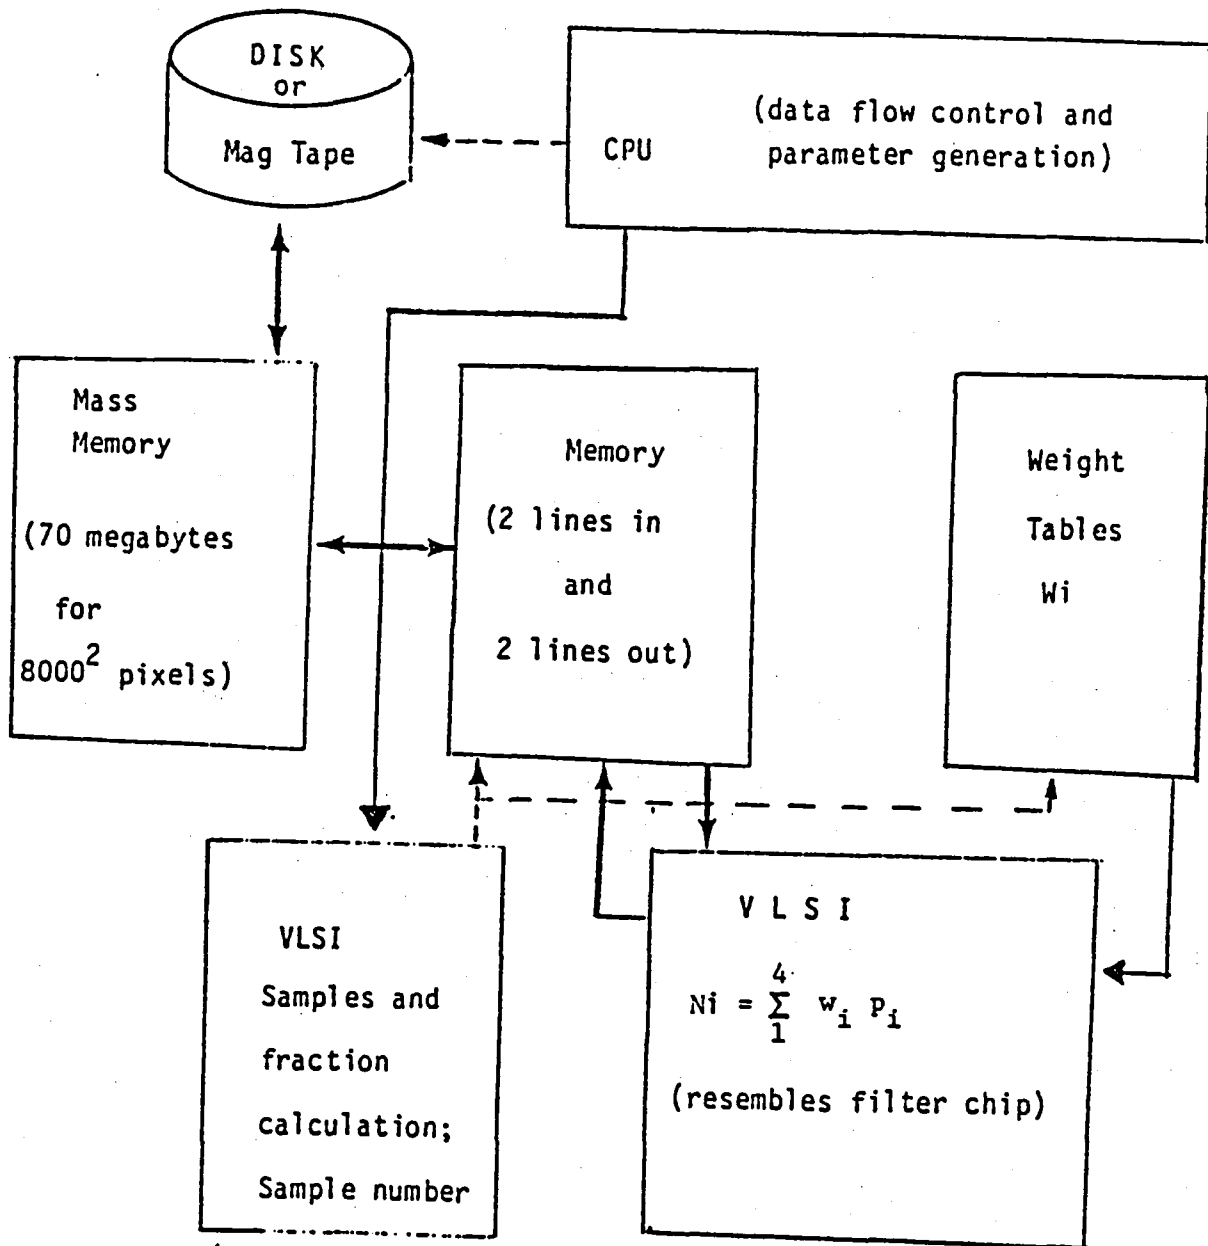 DISK
or
Mag Tape
CPU
(data flow control and
parameter generation)
Mass
Memory
(70 megabytes
for
8000² pixels)
Memory
(2 lines in
and
2 lines out)
Weight
Tables
Wi
VLSI
Samples and
fraction
calculation;
Sample number
V L S I
4
Ni = Σ w_i P_i
1
(resembles filter chip)